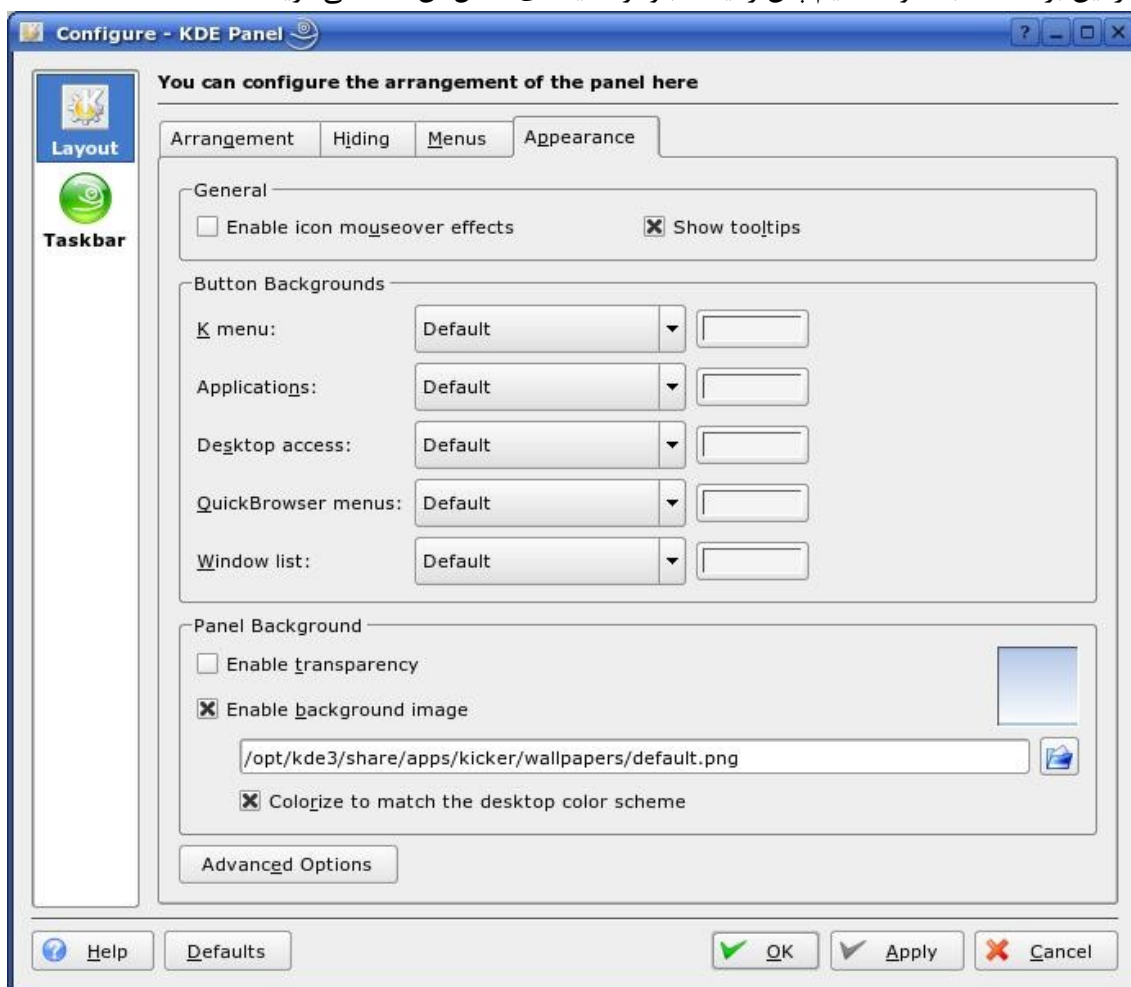 Configure - KDE Panel
You can configure the arrangement of the panel here
Layout
Taskbar
Arrangement Hiding Menus Appearance
General
Enable icon mouseover effects Show tooltips
Button Backgrounds
K menu: Default
Applications: Default
Desktop access: Default
QuickBrowser menus: Default
Window list: Default
Panel Background
Enable transparency
Enable background image
/opt/kde3/share/apps/kicker/wallpapers/default.png
Colorize to match the desktop color scheme
Advanced Options
Help Defaults OK Apply Cancel